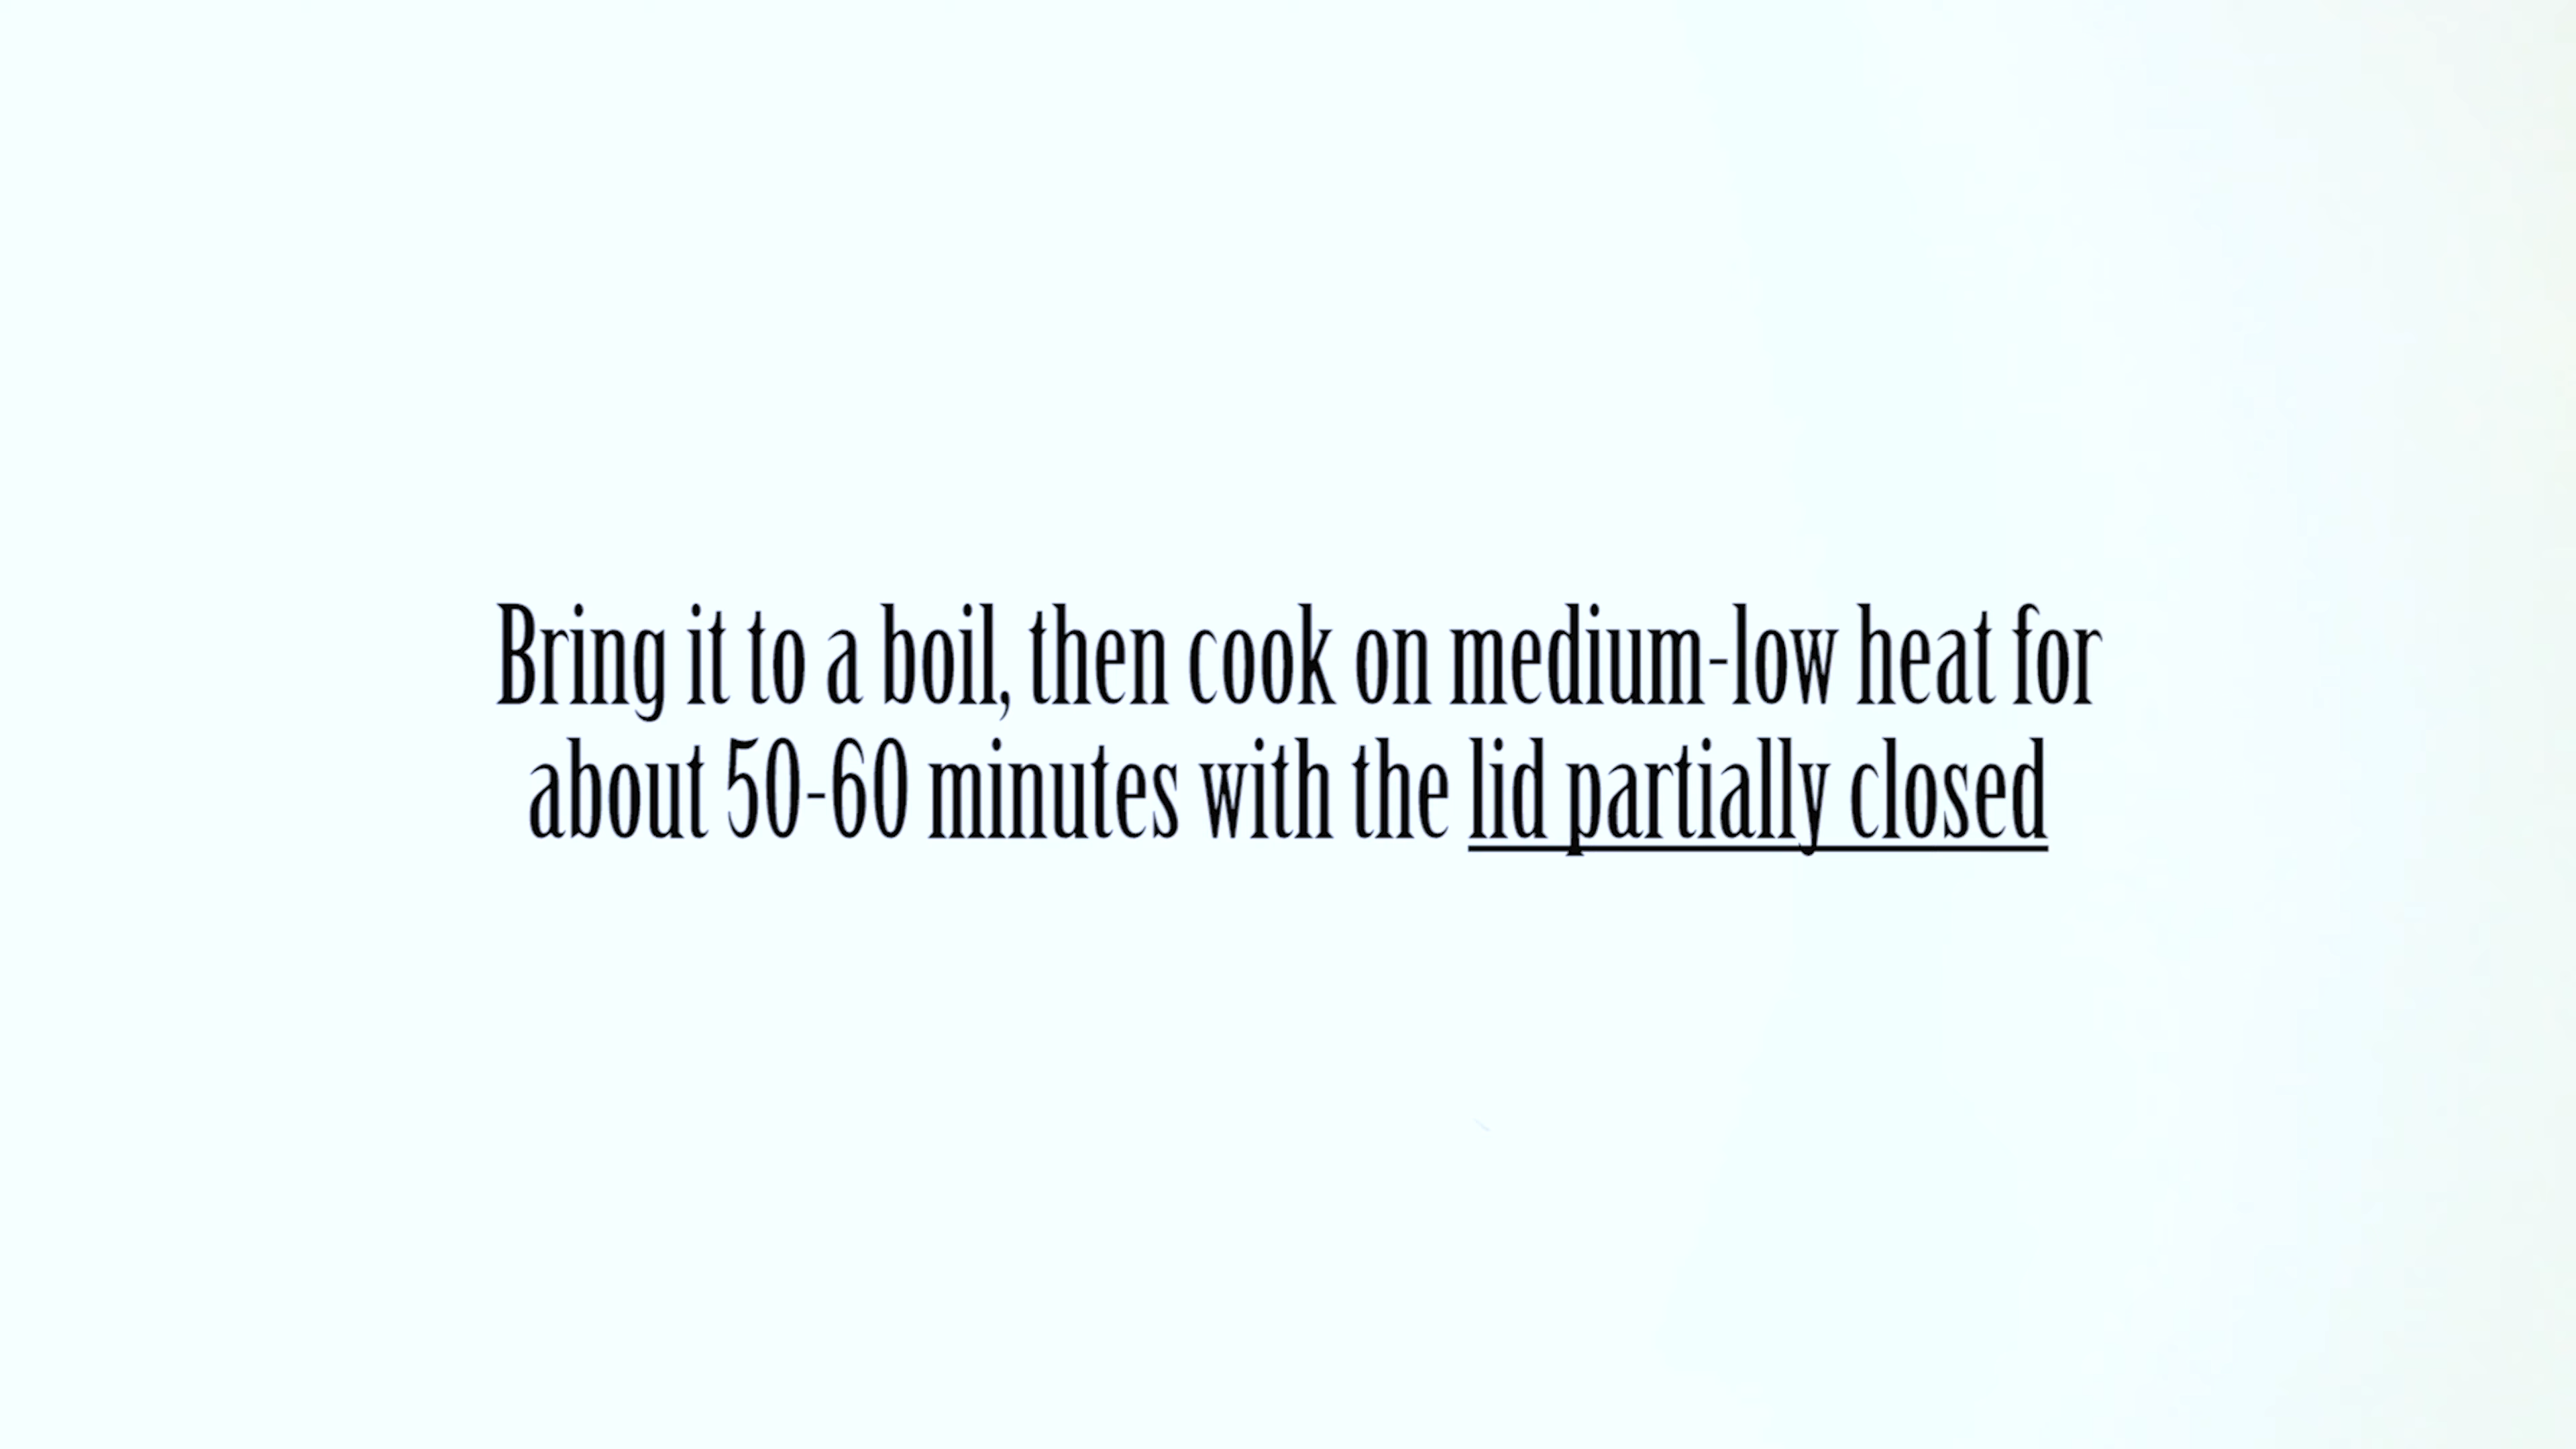 Bring it to a boil, then cook on medium-low heat for
about 50-60 minutes with the lid partially closed